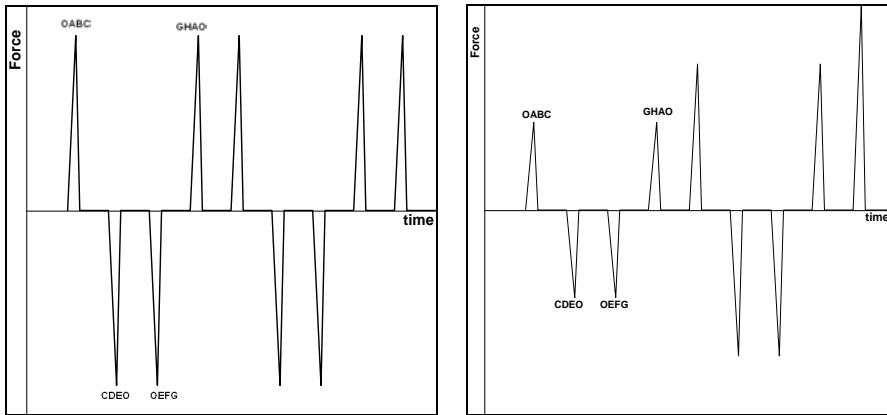 Force
OABC
GHAO
time
CDEO
OEFG
Force
OABC
GHAO
time
CDEO
OEFG